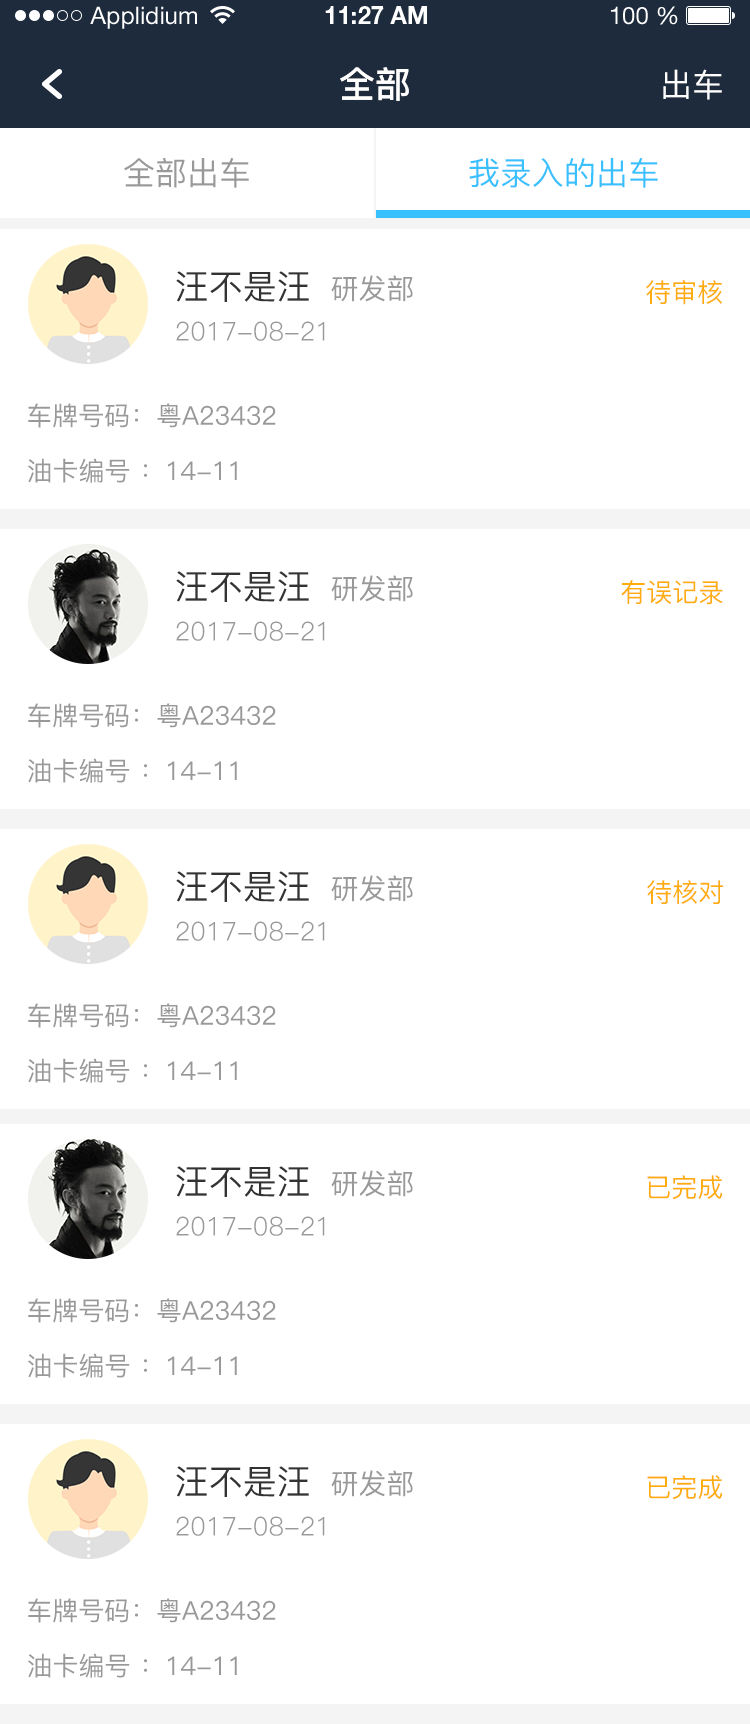 Applidium 11:27 AM 100 %
全部 出车
全部出车 我录入的出车
汪不是汪 研发部 待审核
2017-08-21
车牌号码：粤A23432
油卡编号 ：14-11
汪不是汪 研发部 有误记录
2017-08-21
车牌号码：粤A23432
油卡编号 ：14-11
汪不是汪 研发部 待核对
2017-08-21
车牌号码：粤A23432
油卡编号 ：14-11
汪不是汪 研发部 已完成
2017-08-21
车牌号码：粤A23432
油卡编号 ：14-11
汪不是汪 研发部 已完成
2017-08-21
车牌号码：粤A23432
油卡编号 ：14-11